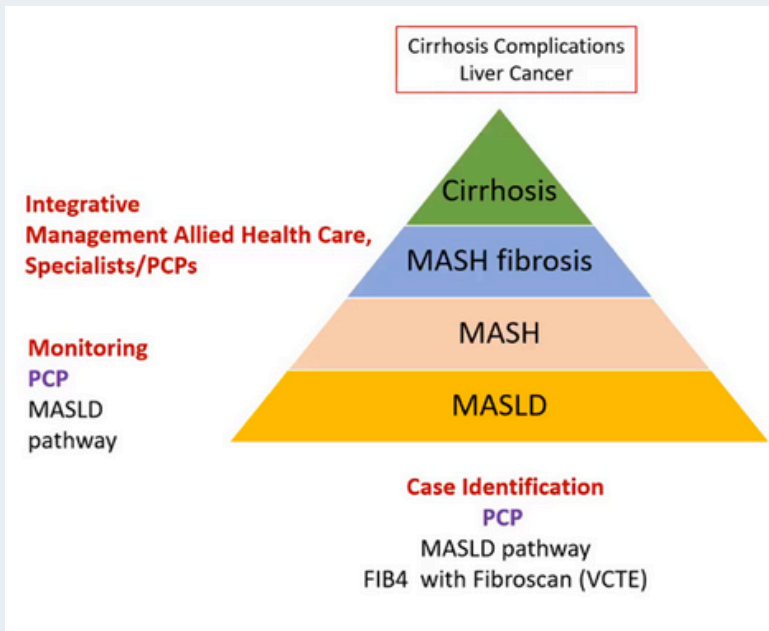 Cirrhosis Complications
Liver Cancer
Cirrhosis
Integrative
Management Allied Health Care,
Specialists/PCPs
MASH fibrosis
MASH
Monitoring
PCP
MASLD
pathway
MASLD
Case Identification
PCP
MASLD pathway
FIB4 with Fibroscan (VCTE)